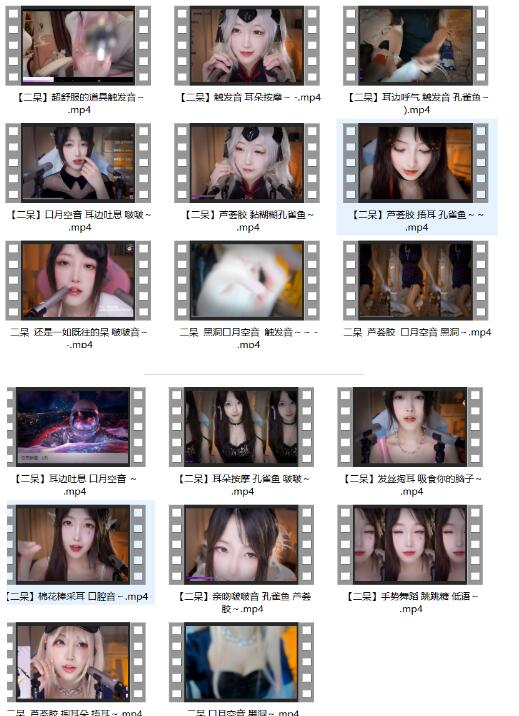 【二呆】超舒服的道具触发音～
.mp4
【二呆】触发音 耳朵按摩～ -.mp4
【二呆】耳边呼气 触发音 孔雀鱼～
).mp4
【二呆】口月空音 耳边吐息 啵啵～
.mp4
【二呆】芦荟胶 黏糊糊孔雀鱼～
.mp4
【二呆】芦荟胶 捂耳 孔雀鱼～～
.mp4
二呆 还是一如既往的呆 啵啵音～
-.mp4
二呆 黑洞口月空音 触发音～～ -
.mp4
二呆 芦荟胶 口月空音 黑洞～.mp4
【二呆】耳边吐息 口月空音 ～
.mp4
【二呆】耳朵按摩 孔雀鱼 啵啵～
.mp4
【二呆】发丝掏耳 吸食你的脑子～
.mp4
【二呆】棉花棒采耳 口腔音～.mp4
【二呆】亲吻啵啵音 孔雀鱼 芦荟
胶～.mp4
【二呆】手势舞蹈 跳跳糖 低语～
.mp4
二呆 芦荟胶 掏耳朵 捂耳～.mp4
二呆 口月空音 黑洞～.mp4